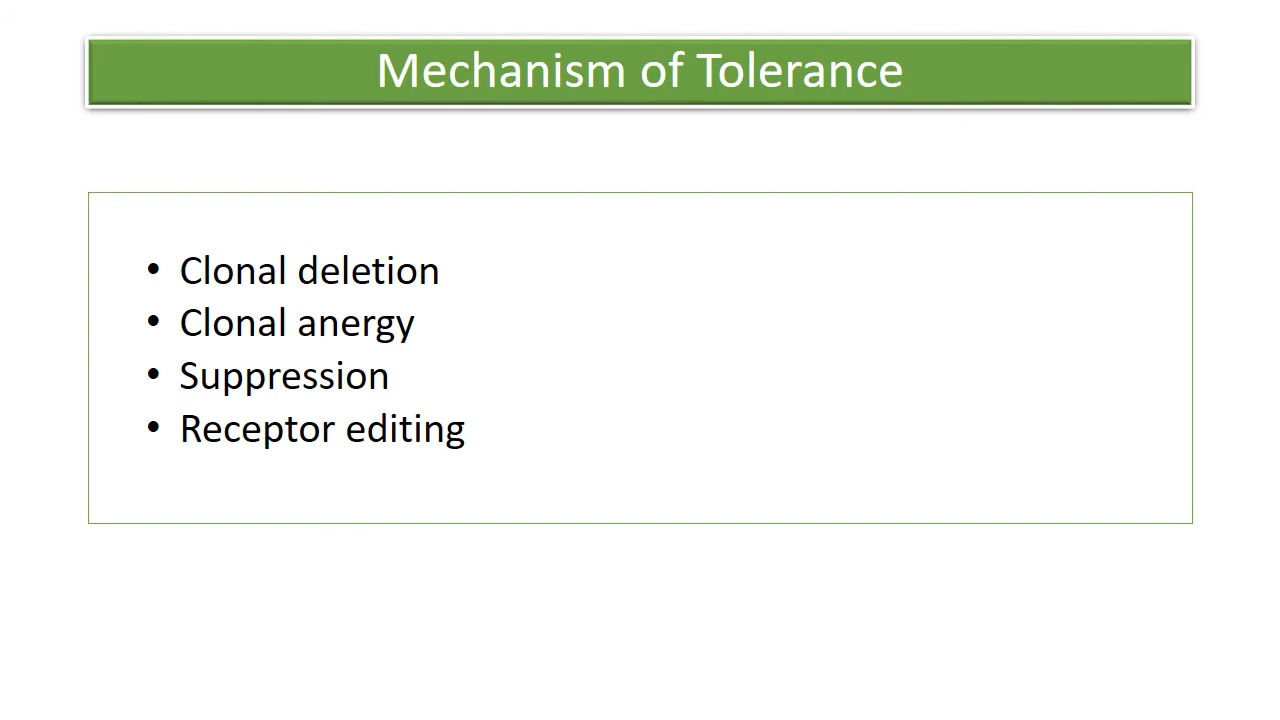 Mechanism of Tolerance
• Clonal deletion
• Clonal anergy
• Suppression
• Receptor editing